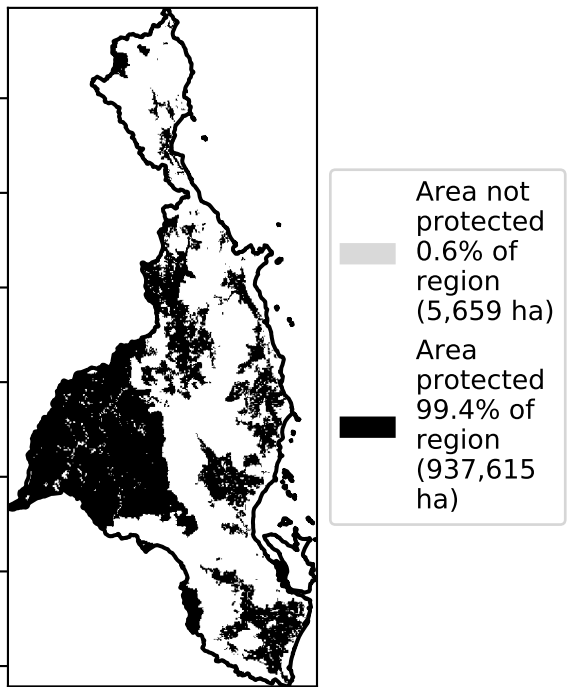 Area not
protected
0.6% of
region
(5,659 ha)
Area
protected
99.4% of
region
(937,615
ha)